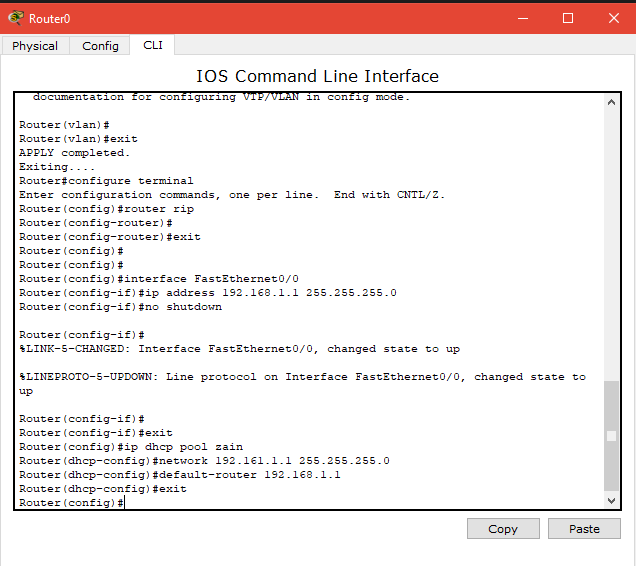 Router0
Physical Config CLI
IOS Command Line Interface
documentation for configuring VTP/VLAN in config mode.
Router(vlan)#
Router(vlan)#exit
APPLY completed.
Exiting....
Router#configure terminal
Enter configuration commands, one per line.  End with CNTL/Z.
Router(config)#router rip
Router(config-router)#
Router(config-router)#exit
Router(config)#
Router(config)#
Router(config)#interface FastEthernet0/0
Router(config-if)#ip address 192.168.1.1 255.255.255.0
Router(config-if)#no shutdown
Router(config-if)#
%LINK-5-CHANGED: Interface FastEthernet0/0, changed state to up
%LINEPROTO-5-UPDOWN: Line protocol on Interface FastEthernet0/0, changed state to
up
Router(config-if)#
Router(config-if)#exit
Router(config)#ip dhcp pool zain
Router(dhcp-config)#network 192.161.1.1 255.255.255.0
Router(dhcp-config)#default-router 192.168.1.1
Router(dhcp-config)#exit
Router(config)#
Copy Paste